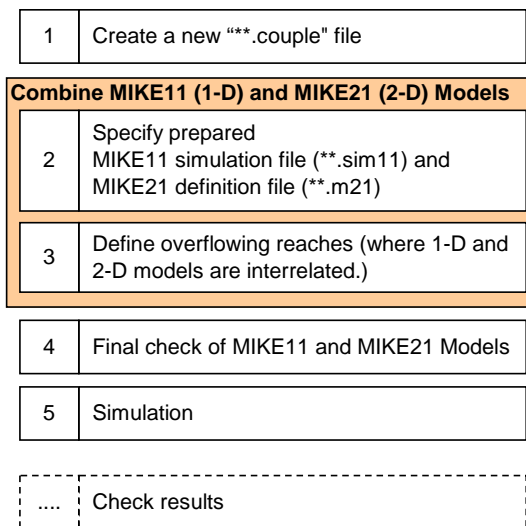 1 Create a new “**.couple" file
Combine MIKE11 (1-D) and MIKE21 (2-D) Models
Specify prepared
2 MIKE11 simulation file (**.sim11) and
MIKE21 definition file (**.m21)
3 Define overflowing reaches (where 1-D and
2-D models are interrelated.)
4 Final check of MIKE11 and MIKE21 Models
5 Simulation
.... Check results